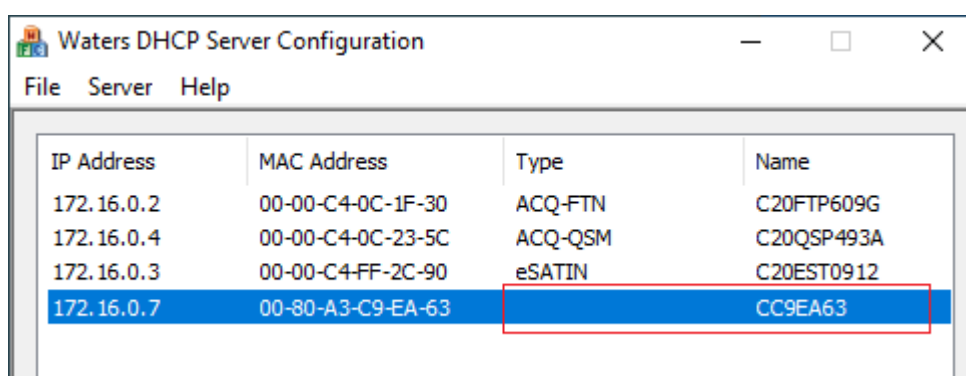 Waters DHCP Server Configuration
File Server Help
IP Address MAC Address Type Name
172.16.0.2 00-00-C4-0C-1F-30 ACQ-FTN C20FTP609G
172.16.0.4 00-00-C4-0C-23-5C ACQ-QSM C20QSP493A
172.16.0.3 00-00-C4-FF-2C-90 eSATIN C20EST0912
172.16.0.7 00-80-A3-C9-EA-63 CC9EA63